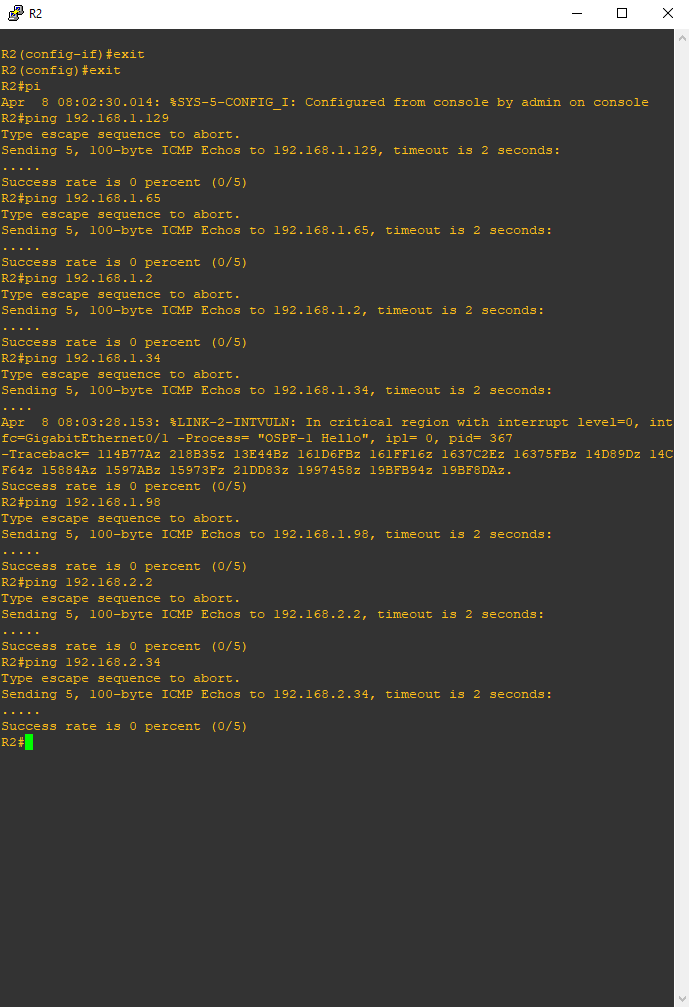 R2
R2(config-if)#exit
R2(config)#exit
R2#pi
Apr  8 08:02:30.014: %SYS-5-CONFIG_I: Configured from console by admin on console
R2#ping 192.168.1.129
Type escape sequence to abort.
Sending 5, 100-byte ICMP Echos to 192.168.1.129, timeout is 2 seconds:
.....
Success rate is 0 percent (0/5)
R2#ping 192.168.1.65
Type escape sequence to abort.
Sending 5, 100-byte ICMP Echos to 192.168.1.65, timeout is 2 seconds:
.....
Success rate is 0 percent (0/5)
R2#ping 192.168.1.2
Type escape sequence to abort.
Sending 5, 100-byte ICMP Echos to 192.168.1.2, timeout is 2 seconds:
.....
Success rate is 0 percent (0/5)
R2#ping 192.168.1.34
Type escape sequence to abort.
Sending 5, 100-byte ICMP Echos to 192.168.1.34, timeout is 2 seconds:
....
Apr  8 08:03:28.153: %LINK-2-INTVULN: In critical region with interrupt level=0, int
fc=GigabitEthernet0/1 -Process= "OSPF-1 Hello", ipl= 0, pid= 367
-Traceback= 114B77Az 218B35z 13E44Bz 161D6FBz 161FF16z 1637C2Ez 16375FBz 14D89Dz 14C
F64z 15884Az 1597ABz 15973Fz 21DD83z 1997458z 19BFB94z 19BF8DAz.
Success rate is 0 percent (0/5)
R2#ping 192.168.1.98
Type escape sequence to abort.
Sending 5, 100-byte ICMP Echos to 192.168.1.98, timeout is 2 seconds:
.....
Success rate is 0 percent (0/5)
R2#ping 192.168.2.2
Type escape sequence to abort.
Sending 5, 100-byte ICMP Echos to 192.168.2.2, timeout is 2 seconds:
.....
Success rate is 0 percent (0/5)
R2#ping 192.168.2.34
Type escape sequence to abort.
Sending 5, 100-byte ICMP Echos to 192.168.2.34, timeout is 2 seconds:
.....
Success rate is 0 percent (0/5)
R2#